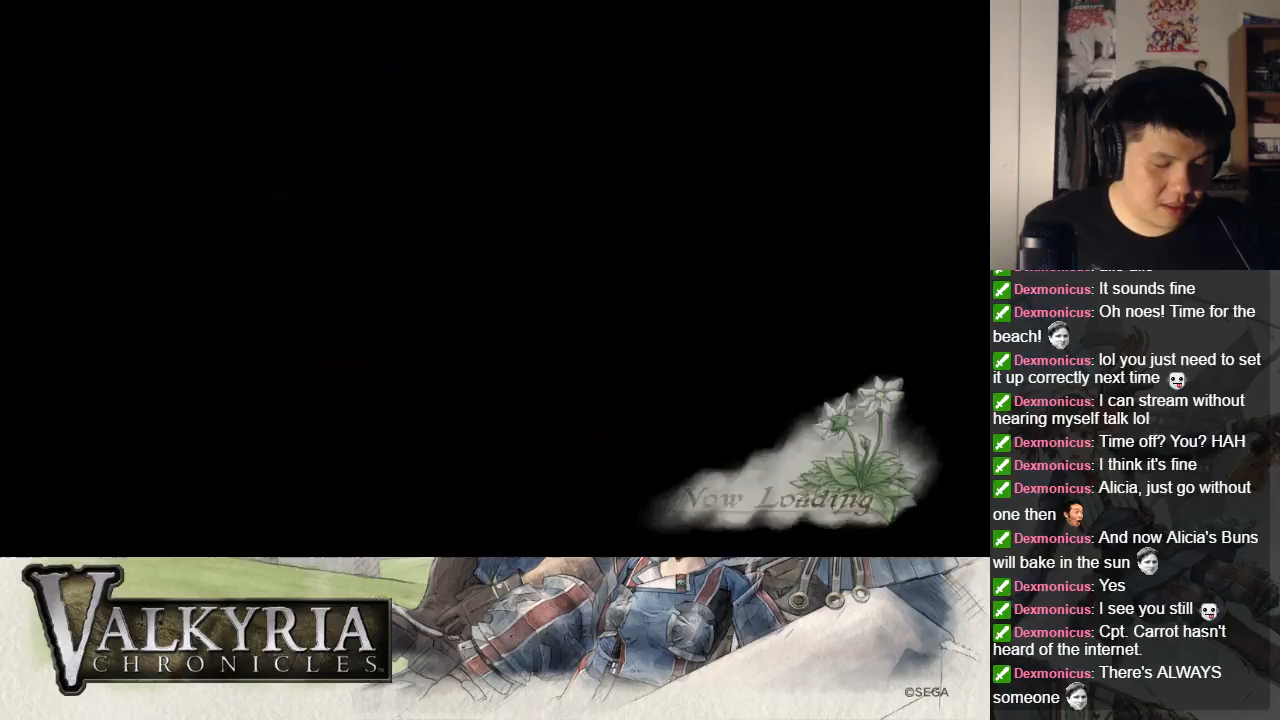 Dexmonicus: It sounds fine
Dexmonicus: Oh noes! Time for the
beach!
Dexmonicus: lol you just need to set
it up correctly next time
Dexmonicus: I can stream without
hearing myself talk lol
Dexmonicus: Time off? You? HAH
Dexmonicus: I think it's fine
Dexmonicus: Alicia, just go without
one then
Dexmonicus: And now Alicia's Buns
will bake in the sun
Dexmonicus: Yes
Dexmonicus: I see you still
Dexmonicus: Cpt. Carrot hasn't
heard of the internet.
Dexmonicus: There's ALWAYS
someone
Now Loading
VALKYRIA
CHRONICLES
©SEGA